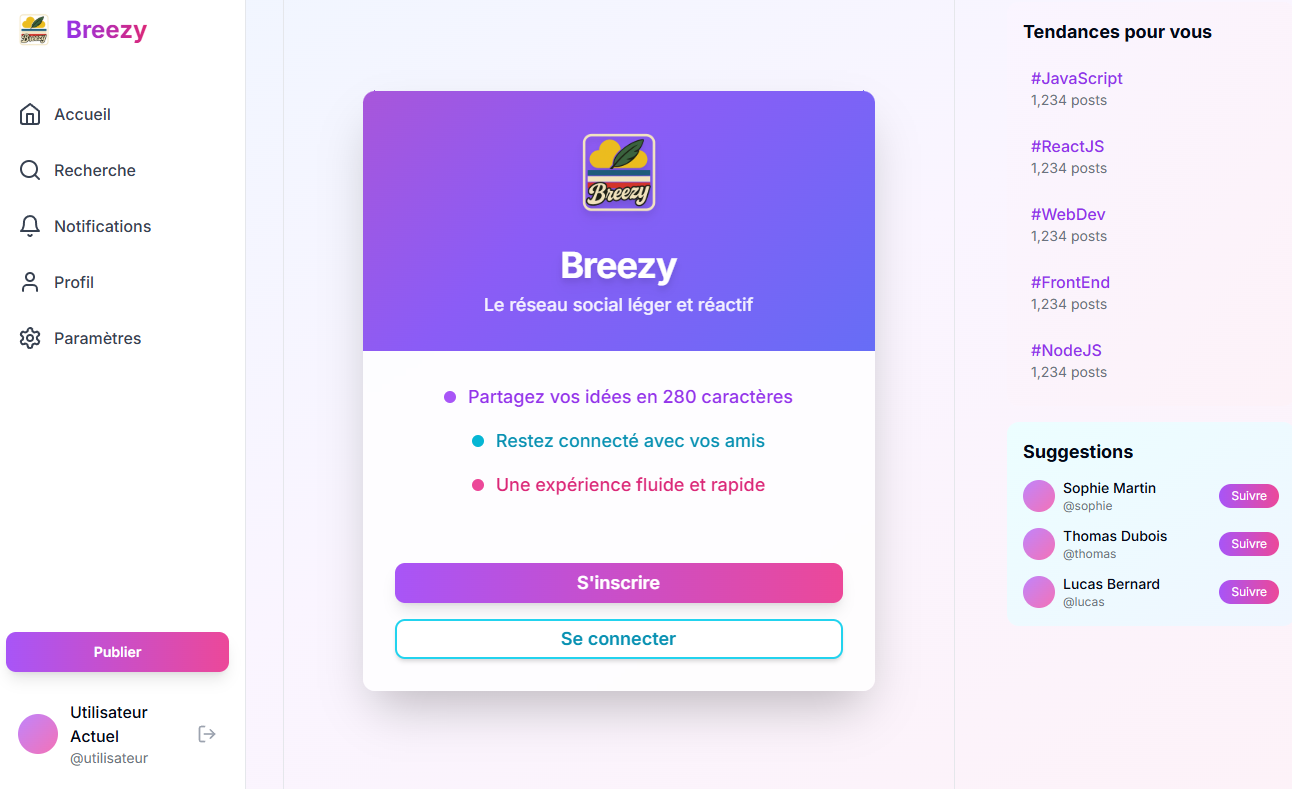 Breezy
Breezy
Accueil
Recherche
Notifications
Profil
Paramètres
Publier
Utilisateur
Actuel
@utilisateur
Breezy
Breezy
Le réseau social léger et réactif
Partagez vos idées en 280 caractères
Restez connecté avec vos amis
Une expérience fluide et rapide
S'inscrire
Se connecter
Tendances pour vous
#JavaScript
1,234 posts
#ReactJS
1,234 posts
#WebDev
1,234 posts
#FrontEnd
1,234 posts
#NodeJS
1,234 posts
Suggestions
Sophie Martin
@sophie
Suivre
Thomas Dubois
@thomas
Suivre
Lucas Bernard
@lucas
Suivre